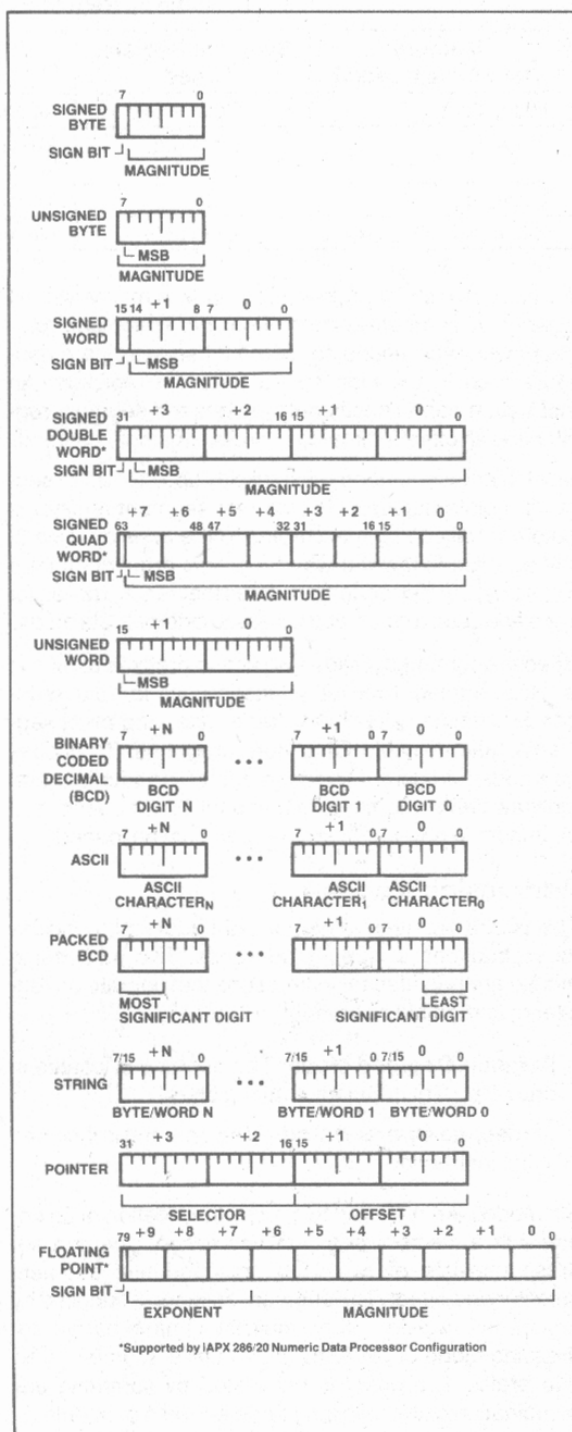 7 0
SIGNED
BYTE
SIGN BIT
MAGNITUDE
7 0
UNSIGNED
BYTE
MSB
MAGNITUDE
15 14 +1 8 7 0 0
SIGNED
WORD
SIGN BIT MSB
MAGNITUDE
31 +3 +2 16 15 +1 0 0
SIGNED
DOUBLE
WORD*
SIGN BIT MSB
MAGNITUDE
+7 +6 +5 +4 +3 +2 +1 0
63 48 47 32 31 16 15 0
SIGNED
QUAD
WORD*
SIGN BIT MSB
MAGNITUDE
15 +1 0 0
UNSIGNED
WORD
MSB
MAGNITUDE
7 +N 0 7 +1 0 7 0 0
BINARY
CODED
DECIMAL
(BCD)
•••
BCD BCD BCD
DIGIT N DIGIT 1 DIGIT 0
7 +N 0 7 +1 0 7 0 0
ASCII •••
ASCII ASCII ASCII
CHARACTERN CHARACTER1 CHARACTER0
7 +N 0 7 +1 0 7 0 0
PACKED
BCD
•••
MOST LEAST
SIGNIFICANT DIGIT SIGNIFICANT DIGIT
7/15 +N 0 7/15 +1 0 7/15 0 0
STRING •••
BYTE/WORD N BYTE/WORD 1 BYTE/WORD 0
31 +3 +2 16 15 +1 0 0
POINTER
SELECTOR OFFSET
79 +9 +8 +7 +6 +5 +4 +3 +2 +1 0 0
FLOATING
POINT*
SIGN BIT
EXPONENT MAGNITUDE
*Supported by IAPX 286/20 Numeric Data Processor Configuration